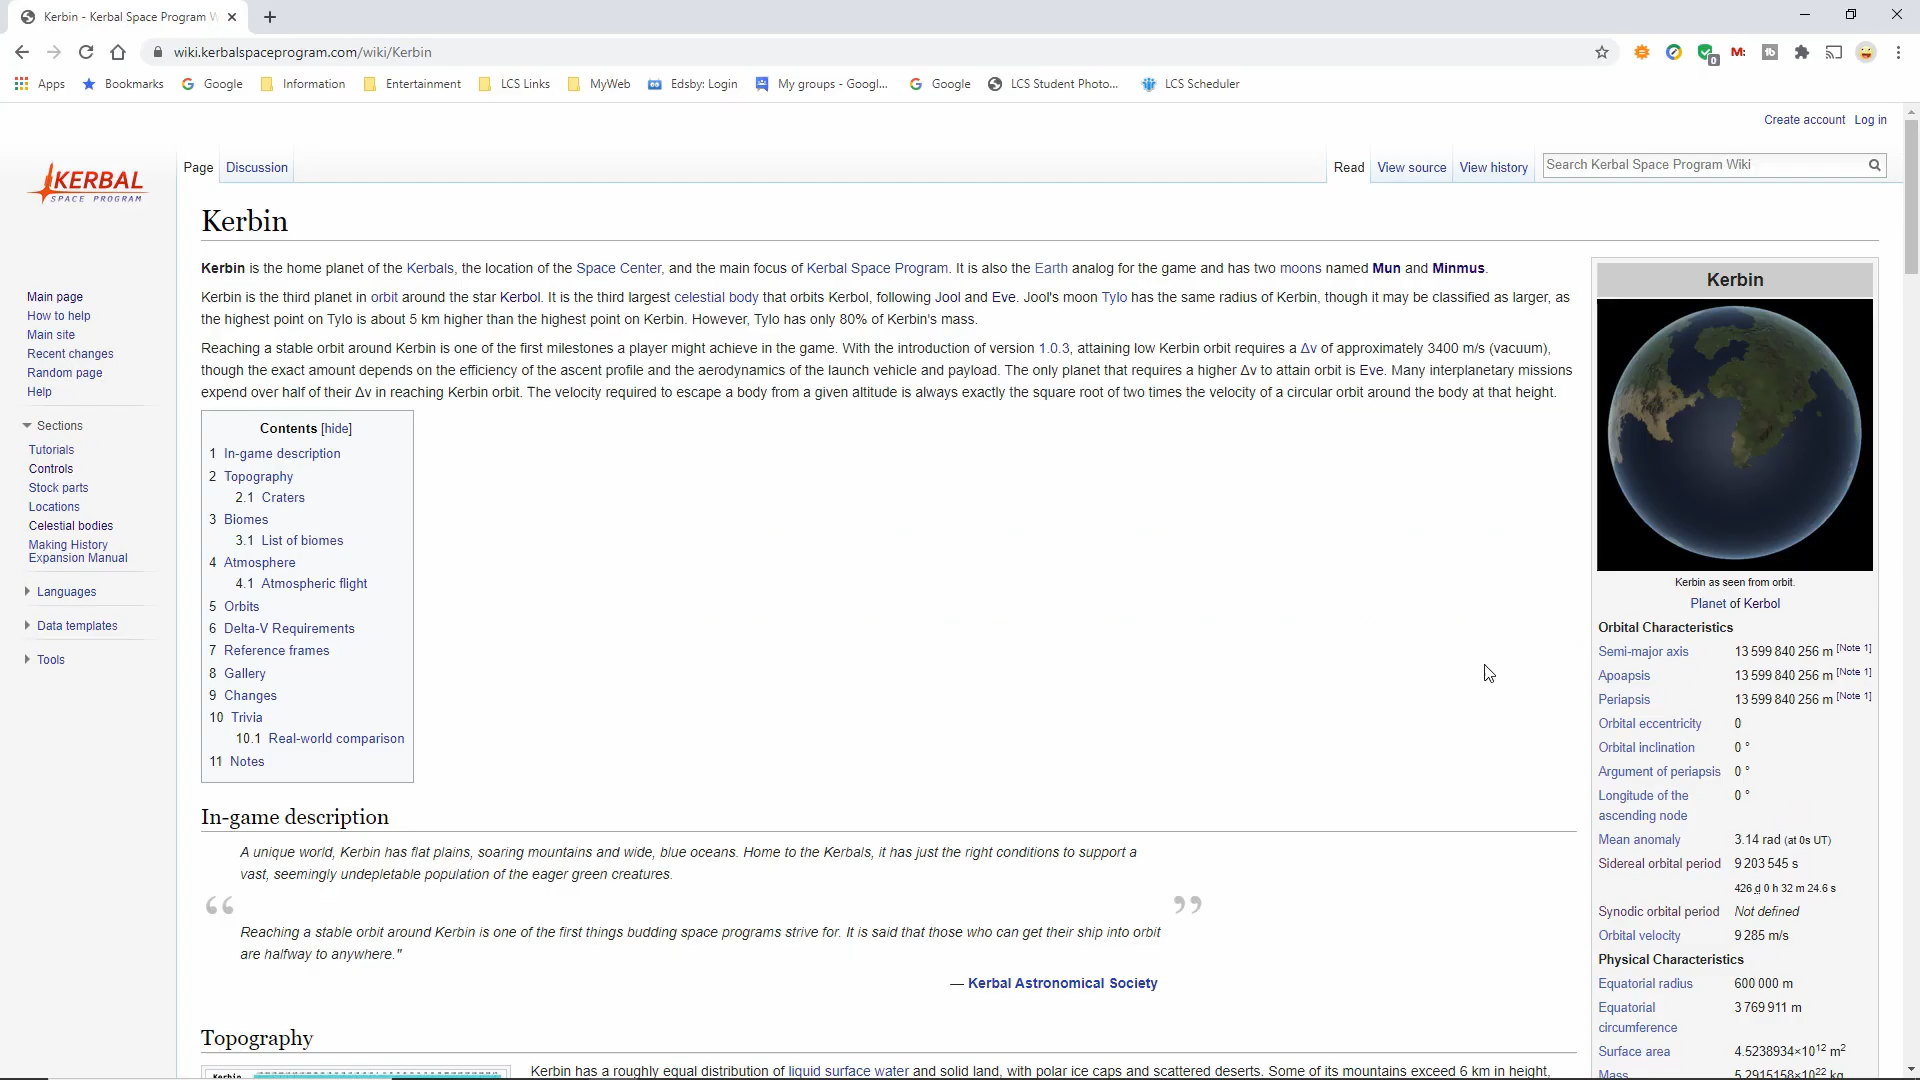 Kerbin - Kerbal Space Program W
wiki.kerbalspaceprogram.com/wiki/Kerbin
0
M:
Apps
Bookmarks
Google
Information
Entertainment
LCS Links
MyWeb
Edsby: Login
My groups - Googl...
Google
LCS Student Photo...
LCS Scheduler
Create account Log in
KERBAL
SPACE PROGRAM
Page Discussion
Read View source View history
Search Kerbal Space Program Wiki
Main page
How to help
Main site
Recent changes
Random page
Help
Sections
Tutorials
Controls
Stock parts
Locations
Celestial bodies
Making History
Expansion Manual
Languages
Data templates
Tools
Kerbin
Kerbin is the home planet of the Kerbals, the location of the Space Center, and the main focus of Kerbal Space Program. It is also the Earth analog for the game and has two moons named Mun and Minmus.
Kerbin is the third planet in orbit around the star Kerbol. It is the third largest celestial body that orbits Kerbol, following Jool and Eve. Jool's moon Tylo has the same radius of Kerbin, though it may be classified as larger, as
the highest point on Tylo is about 5 km higher than the highest point on Kerbin. However, Tylo has only 80% of Kerbin's mass.
Reaching a stable orbit around Kerbin is one of the first milestones a player might achieve in the game. With the introduction of version 1.0.3, attaining low Kerbin orbit requires a Δv of approximately 3400 m/s (vacuum),
though the exact amount depends on the efficiency of the ascent profile and the aerodynamics of the launch vehicle and payload. The only planet that requires a higher Δv to attain orbit is Eve. Many interplanetary missions
expend over half of their Δv in reaching Kerbin orbit. The velocity required to escape a body from a given altitude is always exactly the square root of two times the velocity of a circular orbit around the body at that height.
Contents [hide]
1 In-game description
2 Topography
2.1 Craters
3 Biomes
3.1 List of biomes
4 Atmosphere
4.1 Atmospheric flight
5 Orbits
6 Delta-V Requirements
7 Reference frames
8 Gallery
9 Changes
10 Trivia
10.1 Real-world comparison
11 Notes
In-game description
A unique world, Kerbin has flat plains, soaring mountains and wide, blue oceans. Home to the Kerbals, it has just the right conditions to support a
vast, seemingly undepletable population of the eager green creatures.
“ ”
Reaching a stable orbit around Kerbin is one of the first things budding space programs strive for. It is said that those who can get their ship into orbit
are halfway to anywhere."
— Kerbal Astronomical Society
Topography
Kerbin
Kerbin has a roughly equal distribution of liquid surface water and solid land, with polar ice caps and scattered deserts. Some of its mountains exceed 6 km in height,
Kerbin
Kerbin as seen from orbit.
Planet of Kerbol
Orbital Characteristics
Semi-major axis 13 599 840 256 m [Note 1]
Apoapsis 13 599 840 256 m [Note 1]
Periapsis 13 599 840 256 m [Note 1]
Orbital eccentricity 0
Orbital inclination 0 °
Argument of periapsis 0 °
Longitude of the 0 °
ascending node
Mean anomaly 3.14 rad (at 0s UT)
Sidereal orbital period 9 203 545 s
426 d 0 h 32 m 24.6 s
Synodic orbital period Not defined
Orbital velocity 9 285 m/s
Physical Characteristics
Equatorial radius 600 000 m
Equatorial 3 769 911 m
circumference
Surface area 4.5238934×10¹² m²
Mass 5.2915158×10²² kg